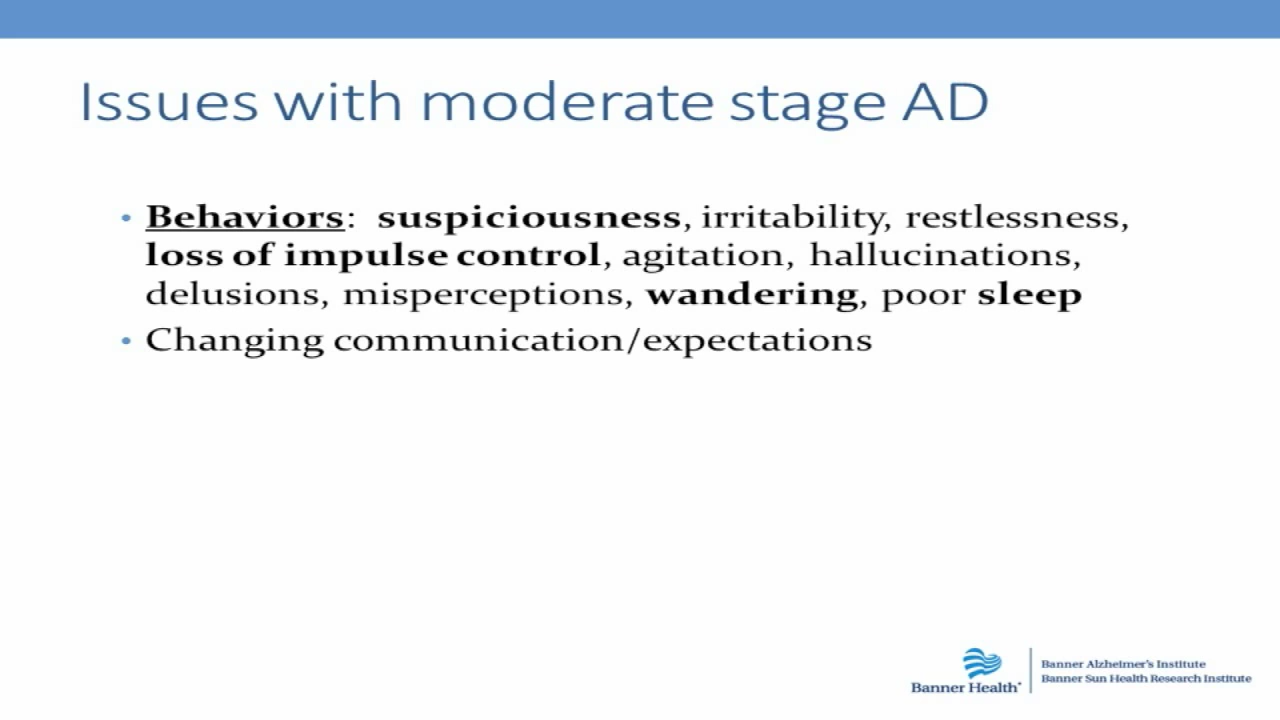 Issues with moderate stage AD
• Behaviors: suspiciousness, irritability, restlessness,
loss of impulse control, agitation, hallucinations,
delusions, misperceptions, wandering, poor sleep
• Changing communication/expectations
Banner Health
Banner Alzheimer's Institute
Banner Sun Health Research Institute